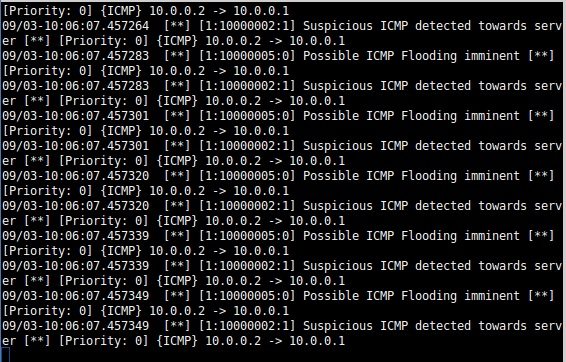 [Priority: 0] {ICMP} 10.0.0.2 -> 10.0.0.1
09/03-10:06:07.457264  [**] [1:10000002:1] Suspicious ICMP detected towards serv
er [**] [Priority: 0] {ICMP} 10.0.0.2 -> 10.0.0.1
09/03-10:06:07.457283  [**] [1:10000005:0] Possible ICMP Flooding imminent [**]
[Priority: 0] {ICMP} 10.0.0.2 -> 10.0.0.1
09/03-10:06:07.457283  [**] [1:10000002:1] Suspicious ICMP detected towards serv
er [**] [Priority: 0] {ICMP} 10.0.0.2 -> 10.0.0.1
09/03-10:06:07.457301  [**] [1:10000005:0] Possible ICMP Flooding imminent [**]
[Priority: 0] {ICMP} 10.0.0.2 -> 10.0.0.1
09/03-10:06:07.457301  [**] [1:10000002:1] Suspicious ICMP detected towards serv
er [**] [Priority: 0] {ICMP} 10.0.0.2 -> 10.0.0.1
09/03-10:06:07.457320  [**] [1:10000005:0] Possible ICMP Flooding imminent [**]
[Priority: 0] {ICMP} 10.0.0.2 -> 10.0.0.1
09/03-10:06:07.457320  [**] [1:10000002:1] Suspicious ICMP detected towards serv
er [**] [Priority: 0] {ICMP} 10.0.0.2 -> 10.0.0.1
09/03-10:06:07.457339  [**] [1:10000005:0] Possible ICMP Flooding imminent [**]
[Priority: 0] {ICMP} 10.0.0.2 -> 10.0.0.1
09/03-10:06:07.457339  [**] [1:10000002:1] Suspicious ICMP detected towards serv
er [**] [Priority: 0] {ICMP} 10.0.0.2 -> 10.0.0.1
09/03-10:06:07.457349  [**] [1:10000005:0] Possible ICMP Flooding imminent [**]
[Priority: 0] {ICMP} 10.0.0.2 -> 10.0.0.1
09/03-10:06:07.457349  [**] [1:10000002:1] Suspicious ICMP detected towards serv
er [**] [Priority: 0] {ICMP} 10.0.0.2 -> 10.0.0.1